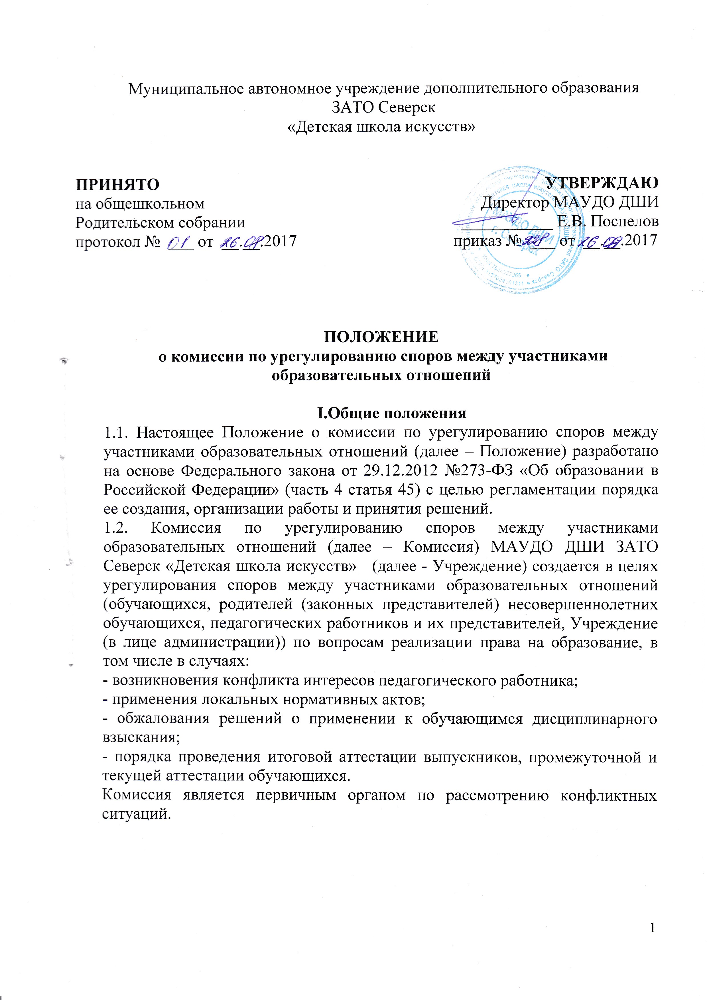 Муниципальное автономное учреждение дополнительного образования
ЗАТО Северск
«Детская школа искусств»
ПРИНЯТО
на общешкольном
Родительском собрании
протокол № 01 от 26.08.2017
УТВЕРЖДАЮ
Директор МАУДО ДШИ
Е.В. Поспелов
приказ № 228 от 26.08.2017
МАУДО ДШИ
г. Северск
ПОЛОЖЕНИЕ
о комиссии по урегулированию споров между участниками
образовательных отношений
I.Общие положения
1.1. Настоящее Положение о комиссии по урегулированию споров между
участниками образовательных отношений (далее – Положение) разработано
на основе Федерального закона от 29.12.2012 №273-ФЗ «Об образовании в
Российской Федерации» (часть 4 статья 45) с целью регламентации порядка
ее создания, организации работы и принятия решений.
1.2. Комиссия по урегулированию споров между участниками
образовательных отношений (далее – Комиссия) МАУДО ДШИ ЗАТО
Северск «Детская школа искусств» (далее - Учреждение) создается в целях
урегулирования споров между участниками образовательных отношений
(обучающихся, родителей (законных представителей) несовершеннолетних
обучающихся, педагогических работников и их представителей, Учреждение
(в лице администрации)) по вопросам реализации права на образование, в
том числе в случаях:
- возникновения конфликта интересов педагогического работника;
- применения локальных нормативных актов;
- обжалования решений о применении к обучающимся дисциплинарного
взыскания;
- порядка проведения итоговой аттестации выпускников, промежуточной и
текущей аттестации обучающихся.
Комиссия является первичным органом по рассмотрению конфликтных
ситуаций.
1